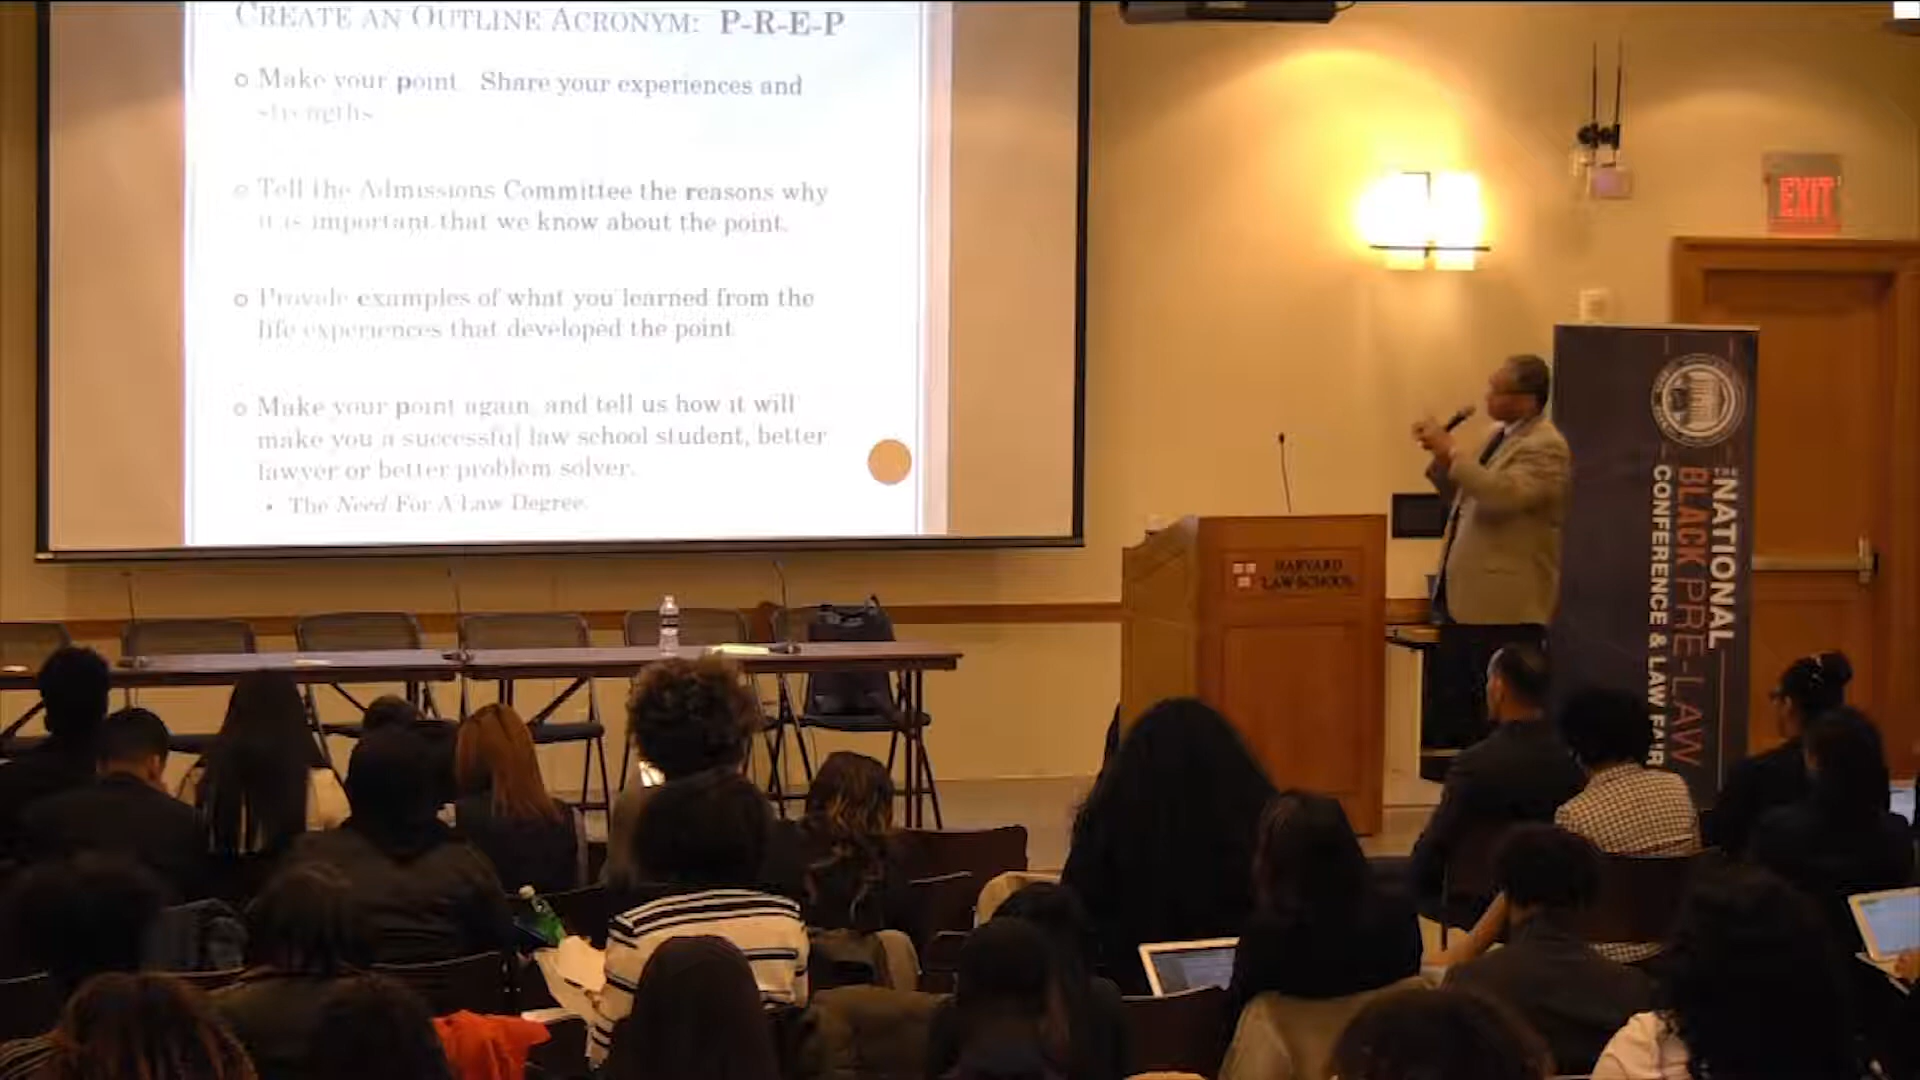 CREATE AN OUTLINE ACRONYM: P-R-E-P
Make your point. Share your experiences and
strengths
Tell the Admissions Committee the reasons why
it is important that we know about the point.
Provide examples of what you learned from the
life experiences that developed the point
Make your point again, and tell us how it will
make you a successful law school student, better
lawyer or better problem solver.
The Need For A Law Degree.
EXIT
HARVARD
LAW SCHOOL
THE NATIONAL
BLACK PRE-LAW
CONFERENCE & LAW FAIR